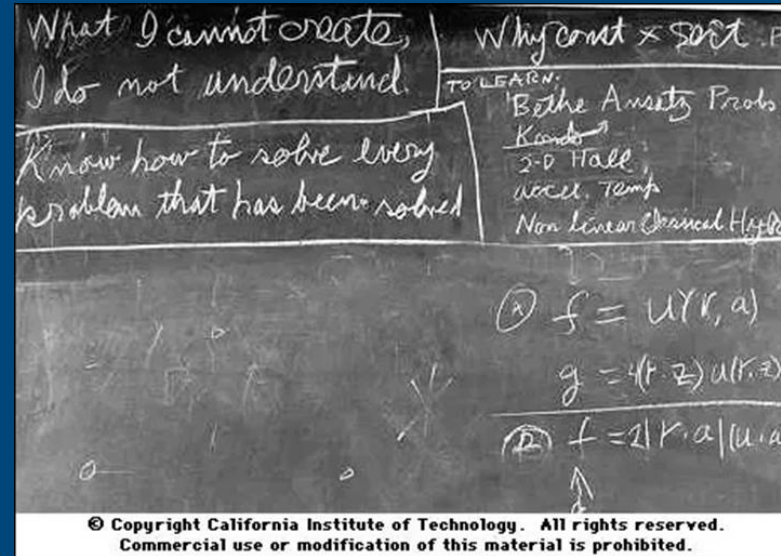 What I cannot create,
I do not understand.
Know how to solve every
problem that has been solved
Why const × sort .
TO LEARN:
Bethe Ansatz Prob
Kondo
2-D Hall
accel. Temp
Non linear Classical Hydro
Ⓐ f = u(r, a)
g = 4(r·z) u(r, z)
f = 2|r·a|(u·a
© Copyright California Institute of Technology. All rights reserved.
Commercial use or modification of this material is prohibited.